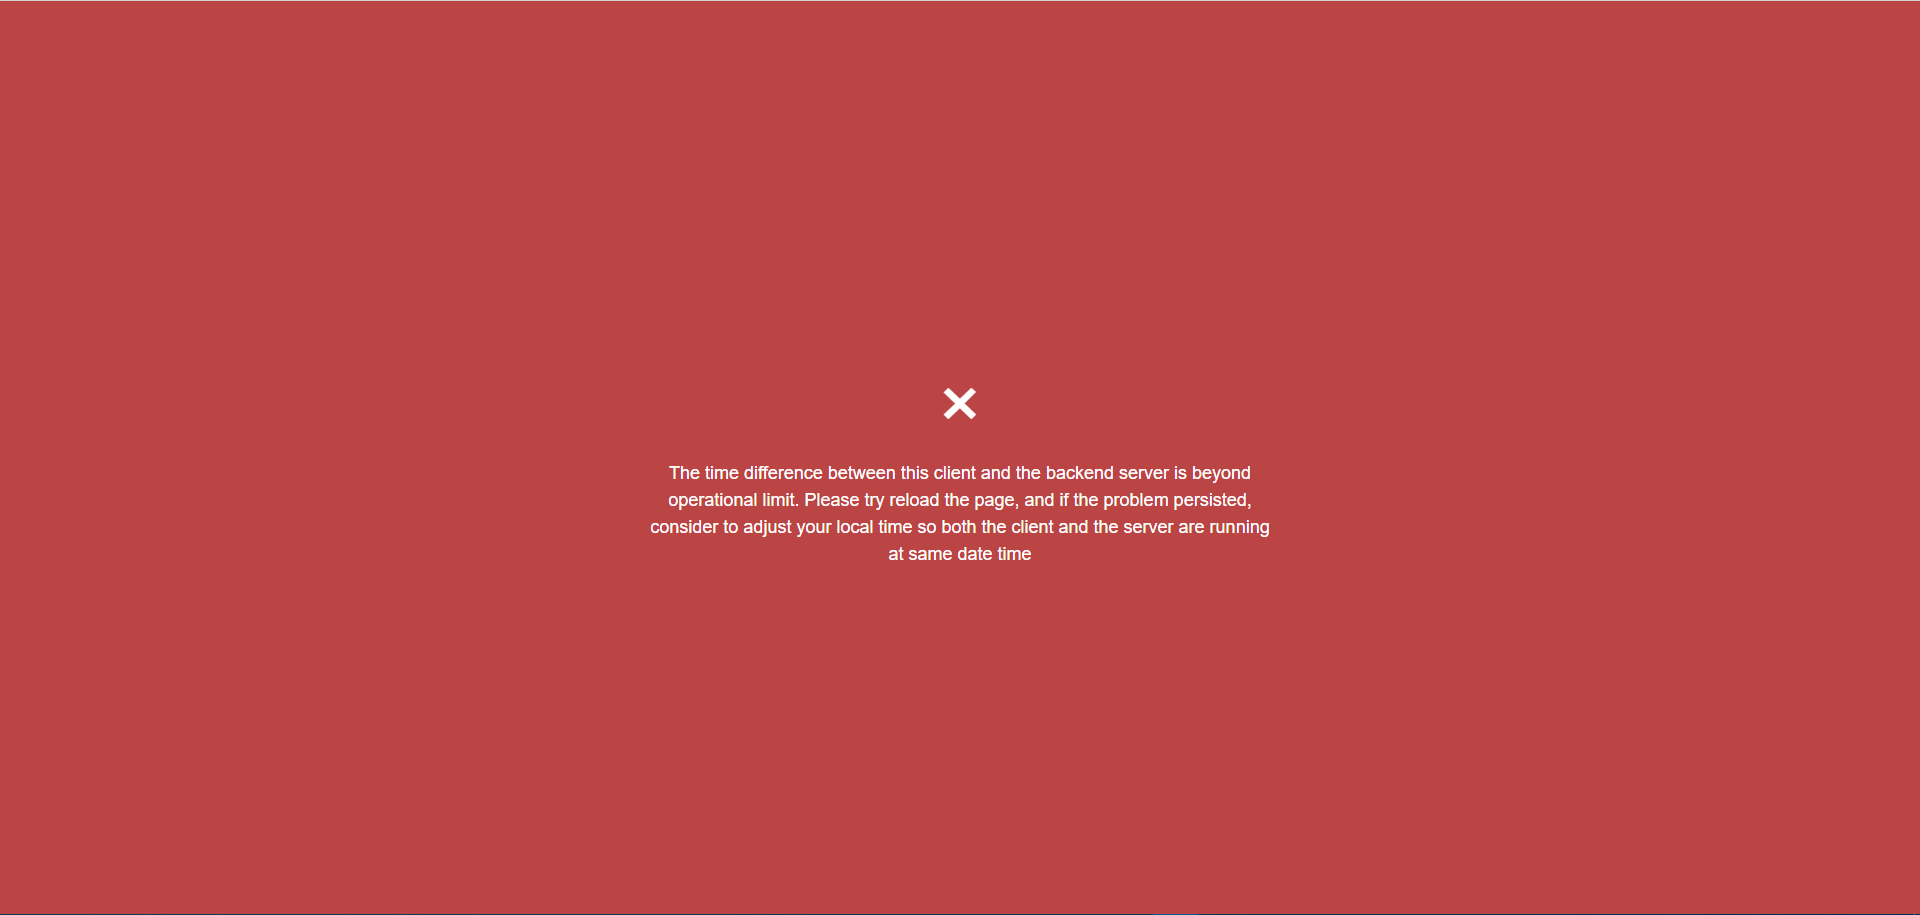 The time difference between this client and the backend server is beyond
operational limit. Please try reload the page, and if the problem persisted,
consider to adjust your local time so both the client and the server are running
at same date time